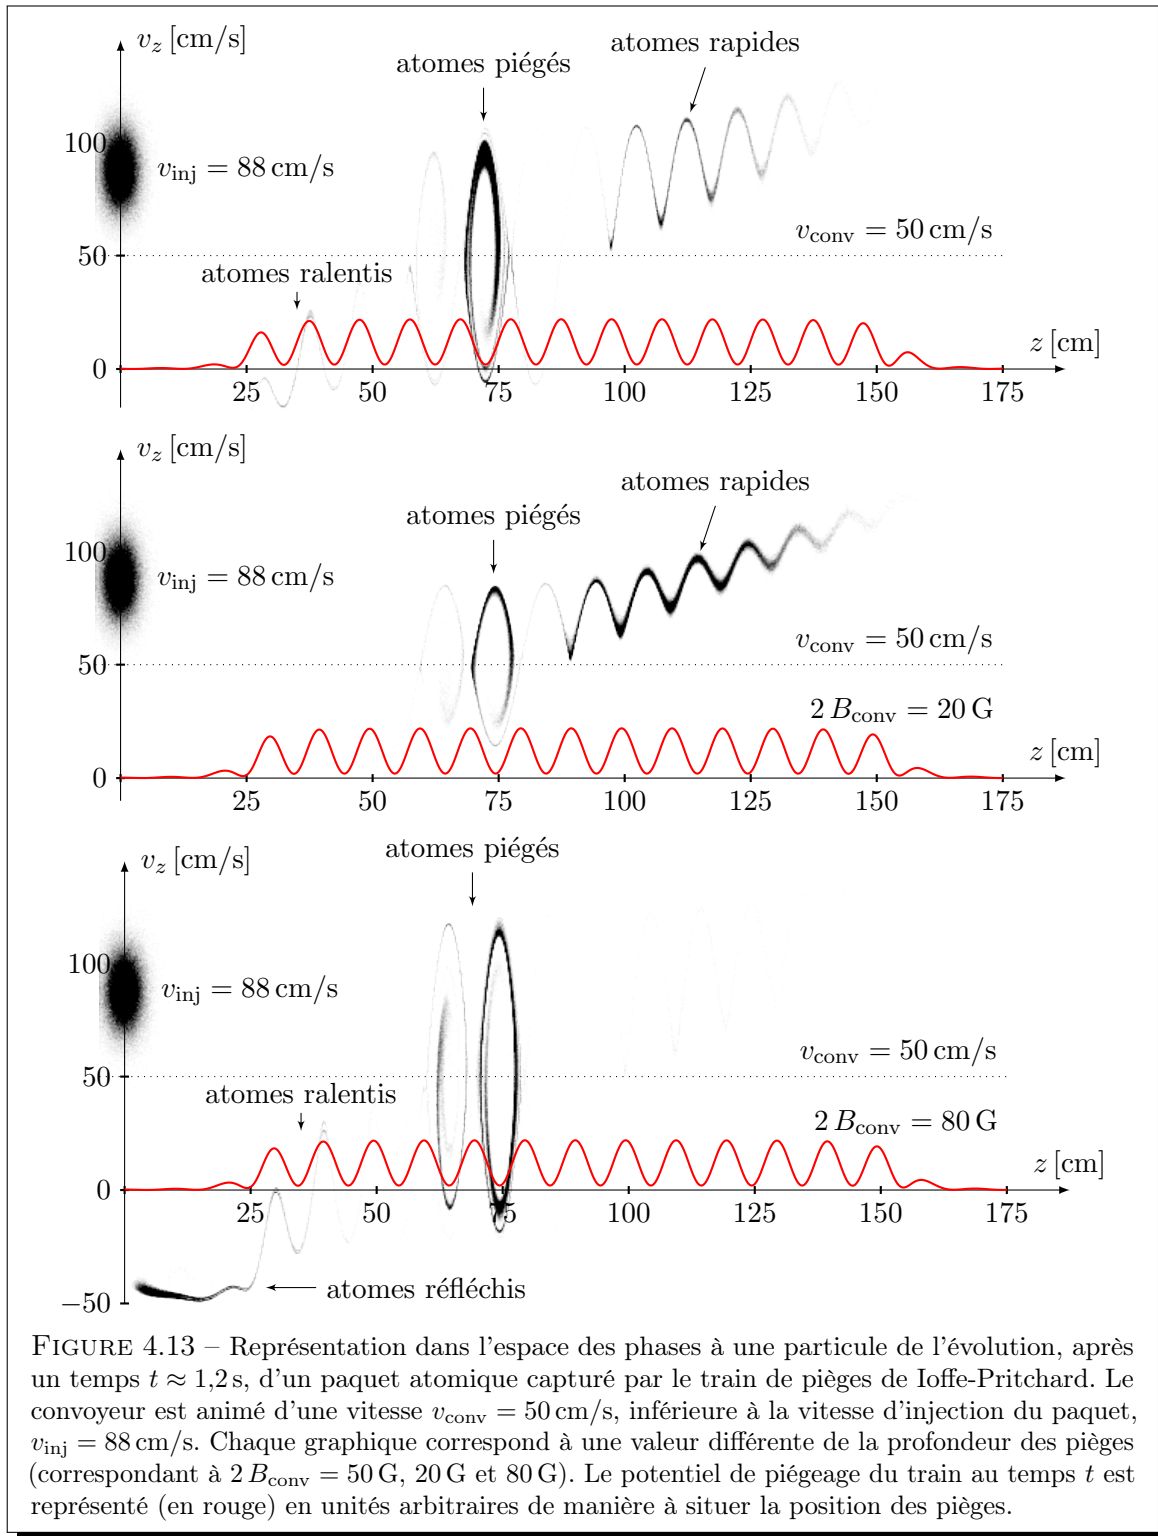 v_z [cm/s]
atomes rapides
atomes piégés
100
v_inj = 88 cm/s
v_conv = 50 cm/s
50
atomes ralentis
z [cm]
0
25 50 75 100 125 150 175
v_z [cm/s]
atomes rapides
atomes piégés
100
v_inj = 88 cm/s
v_conv = 50 cm/s
50
2 B_conv = 20 G
z [cm]
0
25 50 75 100 125 150 175
atomes piégés
v_z [cm/s]
100
v_inj = 88 cm/s
v_conv = 50 cm/s
50
atomes ralentis
2 B_conv = 80 G
z [cm]
0
25 50 75 100 125 150 175
atomes réfléchis
−50
FIGURE 4.13 – Représentation dans l'espace des phases à une particule de l'évolution, après
un temps t ≈ 1,2 s, d'un paquet atomique capturé par le train de pièges de Ioffe-Pritchard. Le
convoyeur est animé d'une vitesse v_conv = 50 cm/s, inférieure à la vitesse d'injection du paquet,
v_inj = 88 cm/s. Chaque graphique correspond à une valeur différente de la profondeur des pièges
(correspondant à 2 B_conv = 50 G, 20 G et 80 G). Le potentiel de piégeage du train au temps t est
représenté (en rouge) en unités arbitraires de manière à situer la position des pièges.